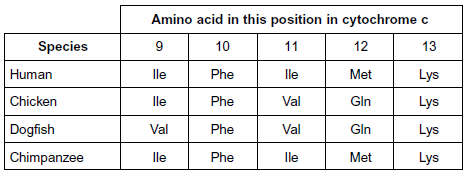 Amino acid in this position in cytochrome c
Species 9 10 11 12 13
Human Ile Phe Ile Met Lys
Chicken Ile Phe Val Gln Lys
Dogfish Val Phe Val Gln Lys
Chimpanzee Ile Phe Ile Met Lys